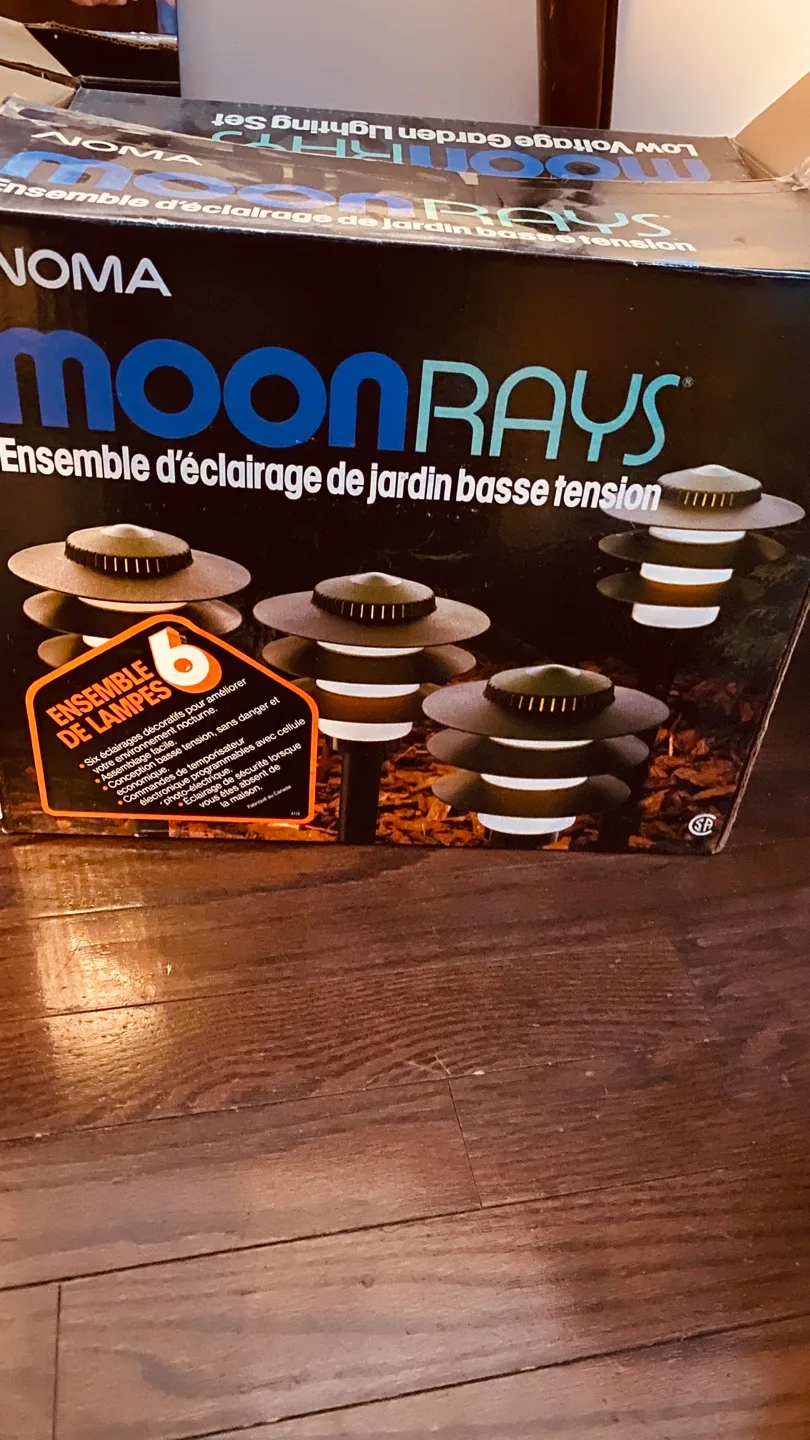 Low Voltage Garden Lighting Set
moonRAYS
NOMA
moonRAYS
Ensemble d'éclairage de jardin basse tension
NOMA
moonRAYS®
Ensemble d'éclairage de jardin basse tension
ENSEMBLE 6
DE LAMPES
• Six éclairages décoratifs pour améliorer
votre environnement nocturne.
• Assemblage facile.
• Conception basse tension, sans danger et
économique.
• Commandes de temporisateur
électronique programmables avec cellule
photo-électrique.
• Éclairage de sécurité lorsque
vous êtes absent de
la maison.
Fabriqué au Canada